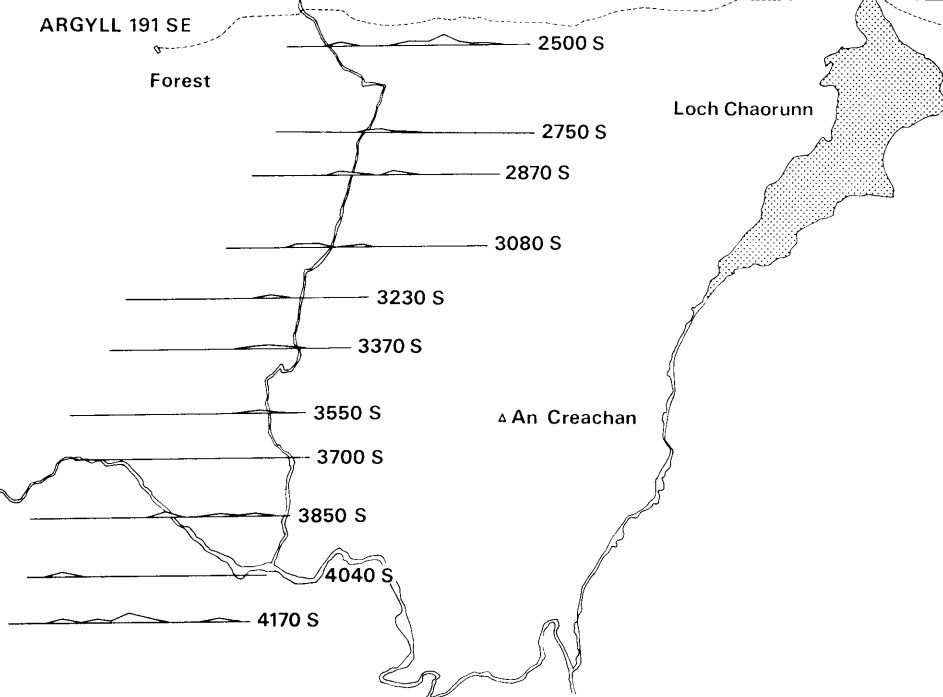 ARGYLL 191 SE
2500 S
Forest
Loch Chaorunn
2750 S
2870 S
3080 S
3230 S
3370 S
3550 S
An Creachan
3700 S
3850 S
4040 S
4170 S